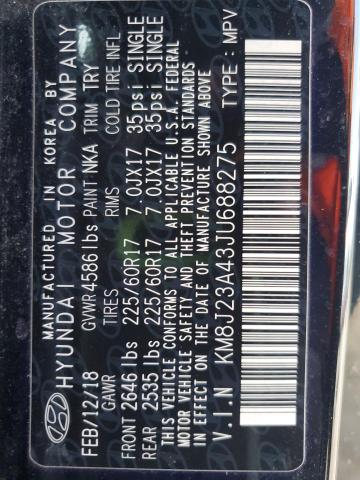 MANUFACTURED IN KOREA BY
HYUNDAI MOTOR COMPANY
FEB/12/18 GVWR 4586 lbs PAINT NKA TRIM TRY
GAWR TIRES RIMS COLD TIRE INFL
FRONT 2646 lbs 225/60R17 7.0JX17 35psi SINGLE
REAR 2535 lbs 225/60R17 7.0JX17 35psi SINGLE
THIS VEHICLE CONFORMS TO ALL APPLICABLE U.S.A. FEDERAL
MOTOR VEHICLE SAFETY AND THEFT PREVENTION STANDARDS
IN EFFECT ON THE DATE OF MANUFACTURE SHOWN ABOVE
V.I.N KM8J23A43JU688275 TYPE : MPV